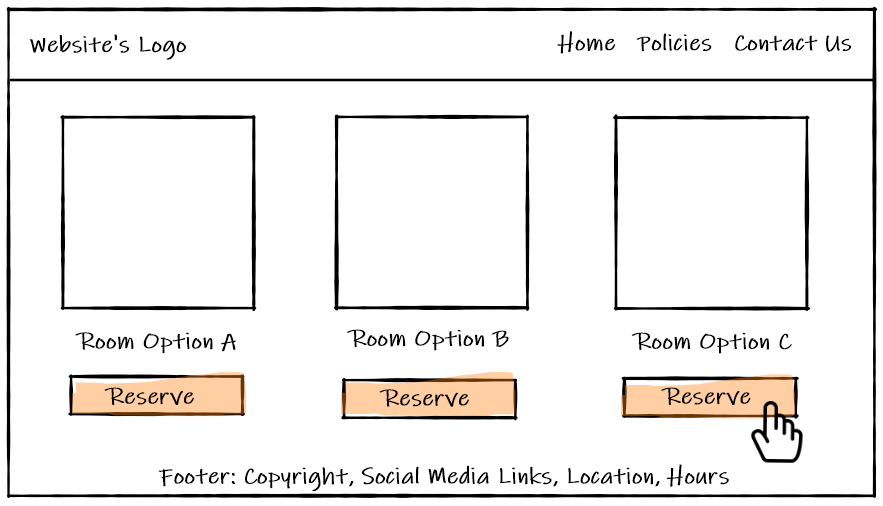 Website's Logo Home Policies Contact Us
Room Option A Room Option B Room Option C
Reserve Reserve Reserve
Footer: Copyright, Social Media Links, Location, Hours